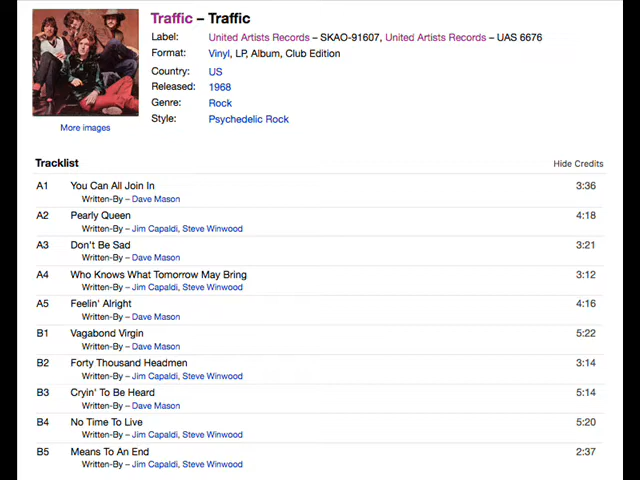 Traffic – Traffic
Label: United Artists Records – SKAO-91607, United Artists Records – UAS 6676
Format: Vinyl, LP, Album, Club Edition
Country: US
Released: 1968
Genre: Rock
Style: Psychedelic Rock
More images
Tracklist Hide Credits
A1 You Can All Join In 3:36
Written-By – Dave Mason
A2 Pearly Queen 4:18
Written-By – Jim Capaldi, Steve Winwood
A3 Don't Be Sad 3:21
Written-By – Dave Mason
A4 Who Knows What Tomorrow May Bring 3:12
Written-By – Jim Capaldi, Steve Winwood
A5 Feelin' Alright 4:16
Written-By – Dave Mason
B1 Vagabond Virgin 5:22
Written-By – Dave Mason
B2 Forty Thousand Headmen 3:14
Written-By – Jim Capaldi, Steve Winwood
B3 Cryin' To Be Heard 5:14
Written-By – Dave Mason
B4 No Time To Live 5:20
Written-By – Jim Capaldi, Steve Winwood
B5 Means To An End 2:37
Written-By – Jim Capaldi, Steve Winwood